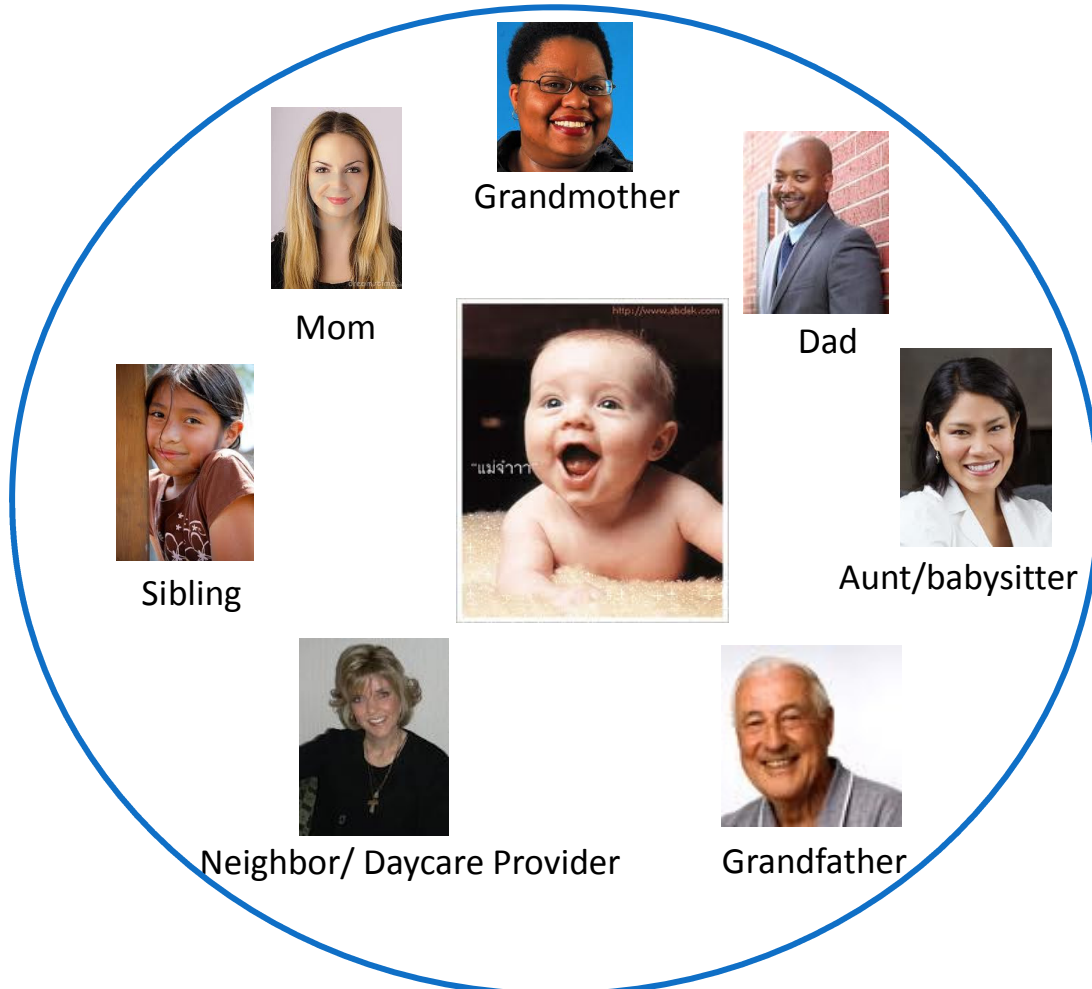 Grandmother
Mom
Dad
http://www.abdek.com
"แม่จ๋าาา"
Sibling
Aunt/babysitter
Neighbor/ Daycare Provider
Grandfather